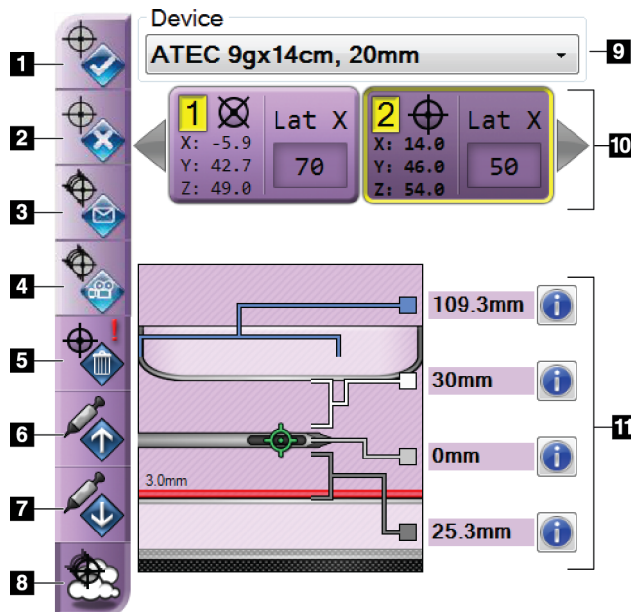 Device
1
ATEC 9gx14cm, 20mm
9
2
1 Lat X
X: -5.9
Y: 42.7
Z: 49.0
70
2 Lat X
X: 14.0
Y: 46.0
Z: 54.0
50
10
3
4
109.3mm
5
!
30mm
6
0mm
11
3.0mm
7
25.3mm
8